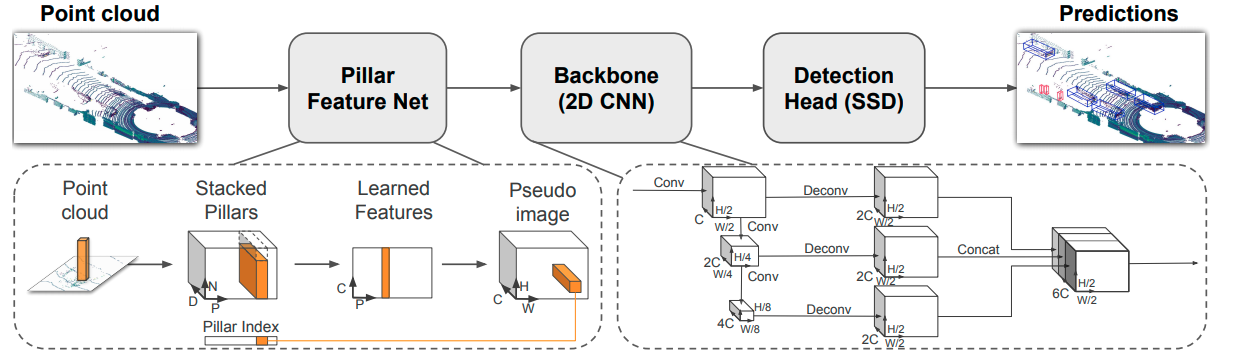 Point cloud
Predictions
Pillar
Feature Net
Backbone
(2D CNN)
Detection
Head (SSD)
Point
cloud
Stacked
Pillars
Learned
Features
Pseudo
image
D
N
P
C
P
C
H
W
Pillar Index
Conv
C
H/2
W/2
Deconv
2C
H/2
W/2
Conv
2C
H/4
W/4
Deconv
2C
H/2
W/2
Conv
4C
H/8
W/8
Deconv
2C
H/2
W/2
Concat
6C
H/2
W/2